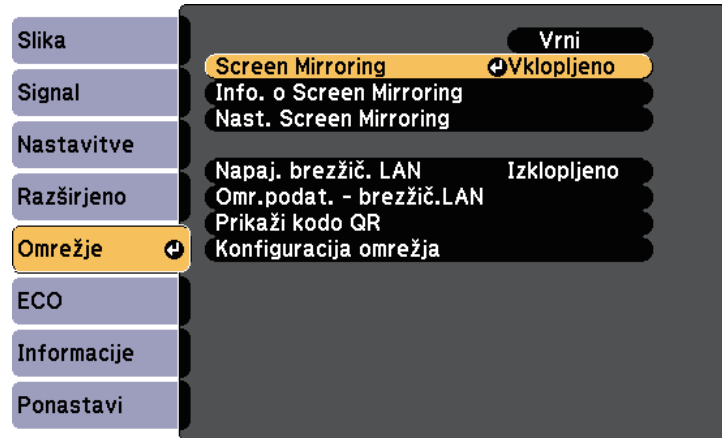 Slika
Signal
Nastavitve
Razširjeno
Omrežje
ECO
Informacije
Ponastavi
Vrni
Screen Mirroring Vklopljeno
Info. o Screen Mirroring
Nast. Screen Mirroring
Napaj. brezžič. LAN Izklopljeno
Omr.podat. - brezžič.LAN
Prikaži kodo QR
Konfiguracija omrežja